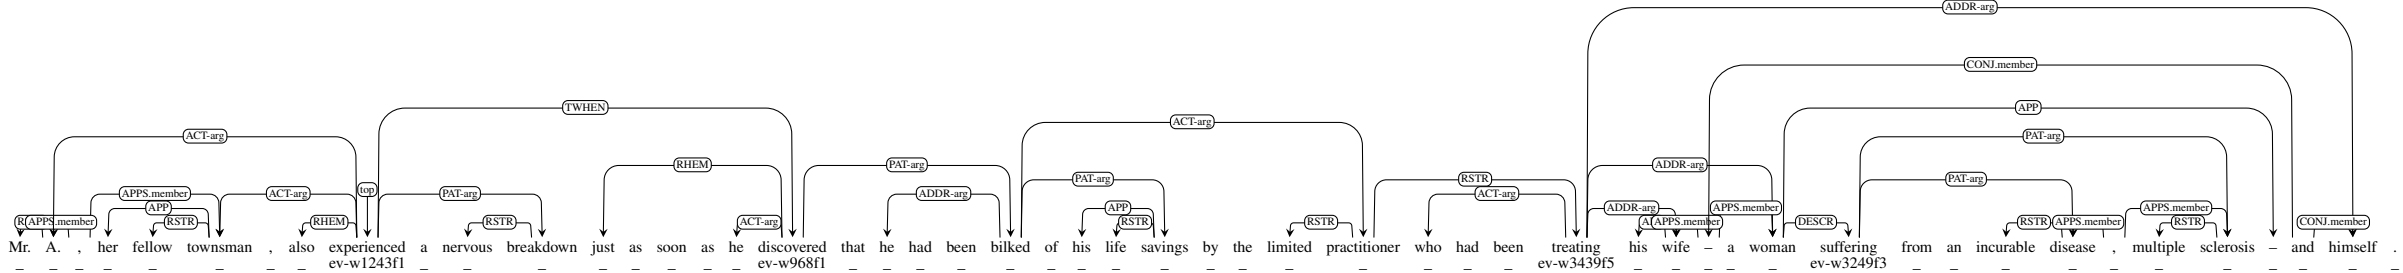 ADDR-arg
CONJ.member
TWHEN APP
ACT-arg
ACT-arg PAT-arg
RHEM PAT-arg ADDR-arg
top PAT-arg RSTR PAT-arg
APPS.member ACT-arg PAT-arg ADDR-arg ACT-arg
APP APP ADDR-arg APPS.member APPS.member
APPS.member RSTR RHEM RSTR ACT-arg RSTR RSTR APPS.member DESCR RSTR APPS.member RSTR CONJ.member
Mr. A. , her fellow townsman , also experienced a nervous breakdown just as soon as he discovered that he had been bilked of his life savings by the limited practitioner who had been treating his wife – a woman suffering from an incurable disease , multiple sclerosis – and himself .
_ _ _ _ _ _ _ _ ev-w1243f1 _ _ _ _ _ _ _ _ ev-w968f1 _ _ _ _ _ _ _ _ _ _ _ _ _ _ _ _ ev-w3439f5 _ _ _ _ _ ev-w3249f3 _ _ _ _ _ _ _ _ _ _ _